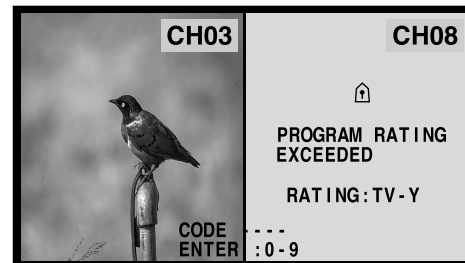 CH03
CH08
PROGRAM RATING
EXCEEDED
RATING:TV-Y
CODE ----
ENTER :0-9